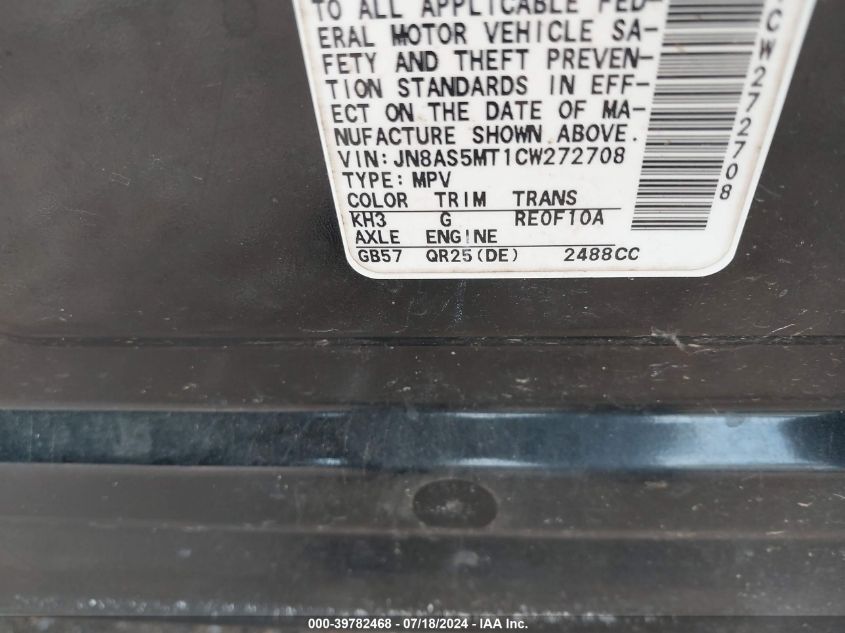 TO ALL APPLICABLE FED-
ERAL MOTOR VEHICLE SA-
FETY AND THEFT PREVEN-
TION STANDARDS IN EFF-
ECT ON THE DATE OF MA-
NUFACTURE SHOWN ABOVE.
VIN:JN8AS5MT1CW272708
TYPE:MPV
COLOR TRIM TRANS
KH3 G RE0F10A
AXLE ENGINE
GB57 QR25(DE) 2488CC
CW272708
000-39782468 - 07/18/2024 - IAA Inc.